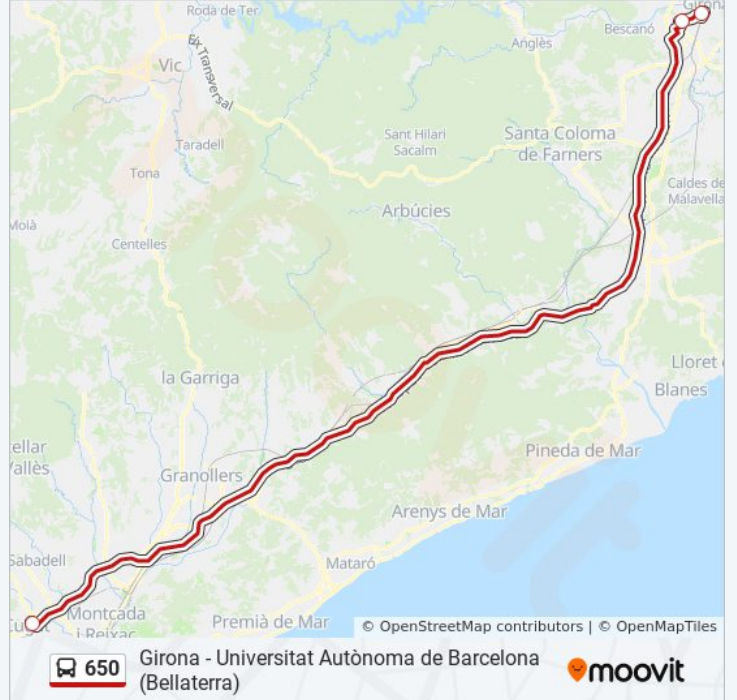 Roda de Ter
Girona
Bescanó
Anglès
Vic
Eix Transversal
Sant Hilari
Sacalm
Santa Coloma
de Farners
Taradell
Tona
Caldes de
Malavella
Arbúcies
Moià
Centelles
Lloret
Blanes
la Garriga
Pineda de Mar
Granollers
Arenys de Mar
Sabadell
Mataró
Montcada
i Reixac
Premià de Mar
© OpenStreetMap contributors | © OpenMapTiles
650
Girona - Universitat Autònoma de Barcelona
(Bellaterra)
moovit